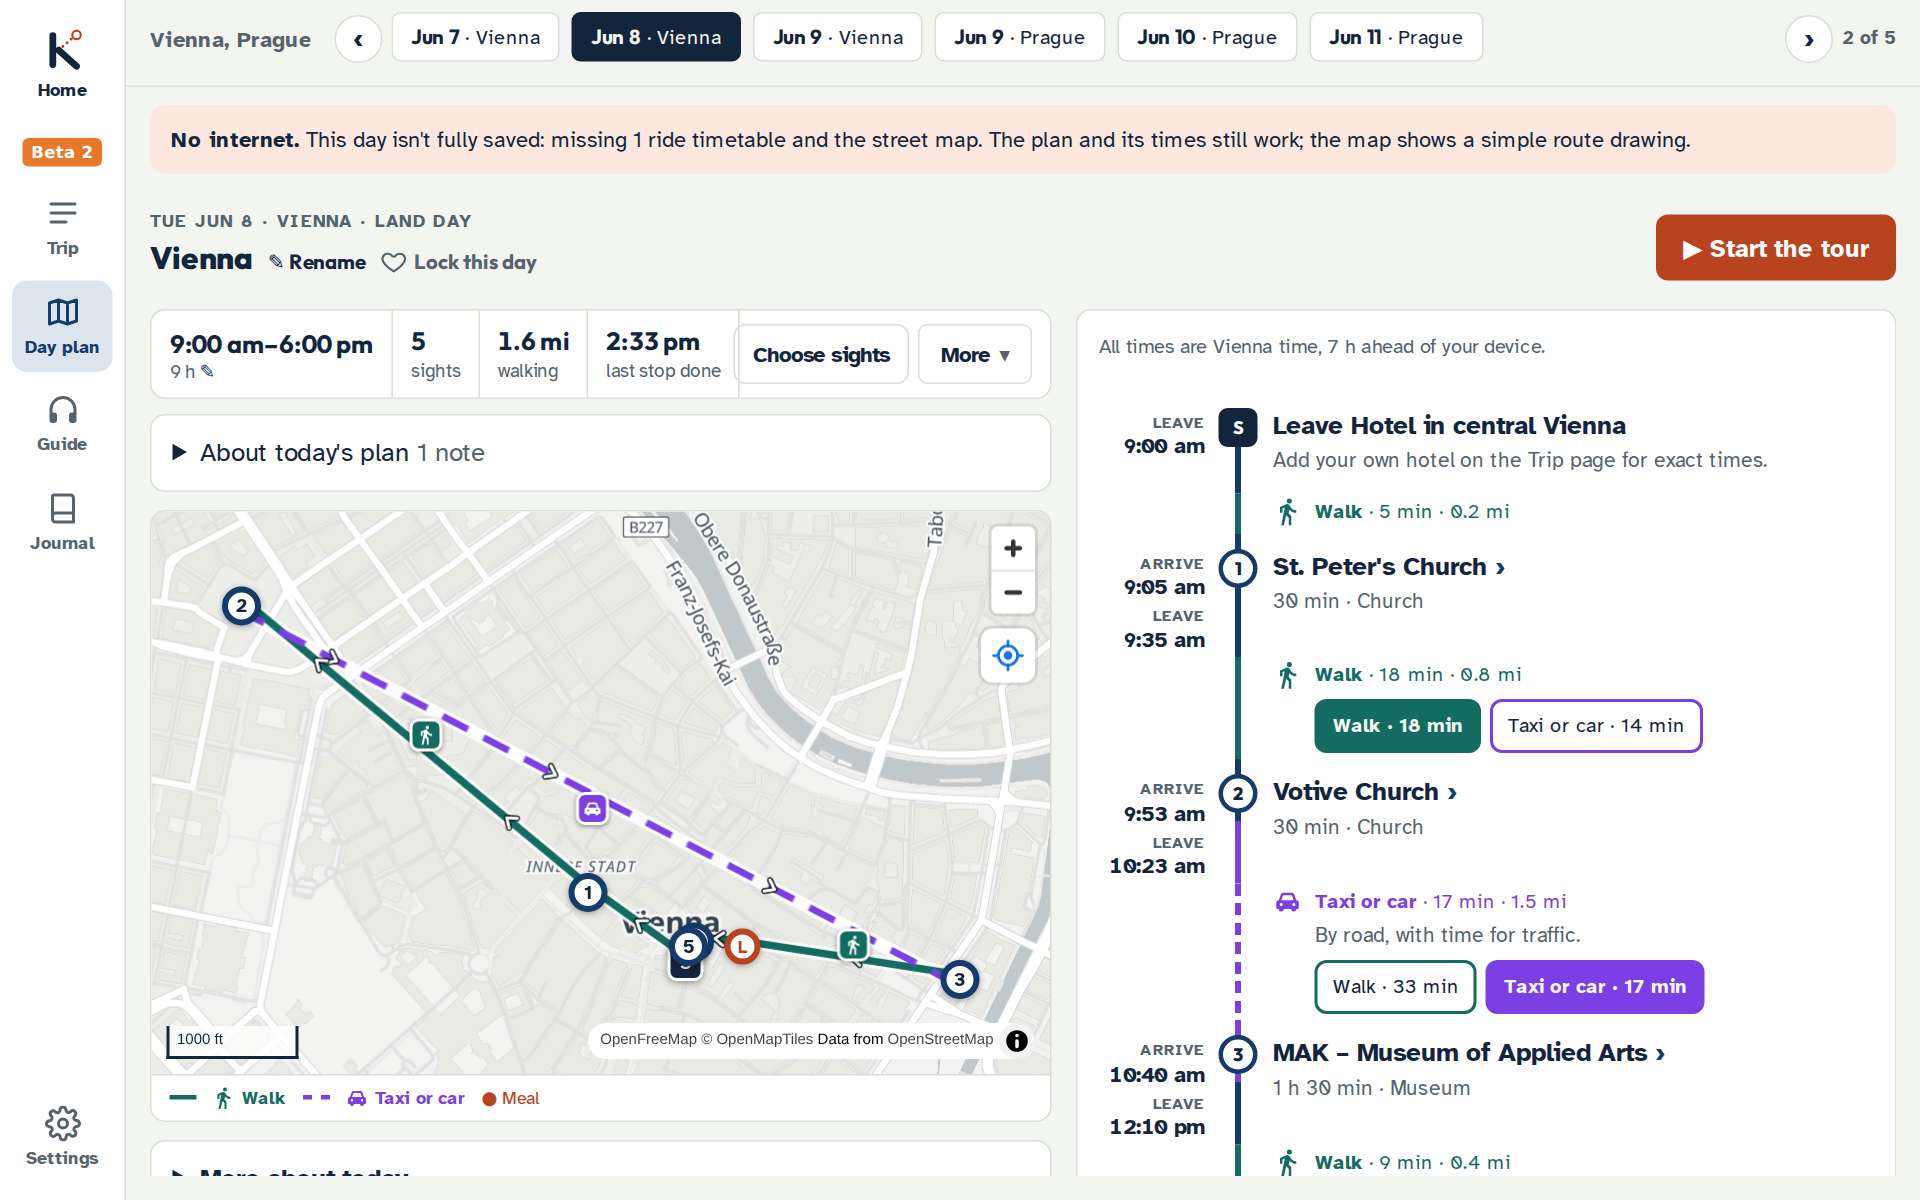 Home
Beta 2
Trip
Day plan
Guide
Journal
Settings
Vienna, Prague
‹
Jun 7 · Vienna
Jun 8 · Vienna
Jun 9 · Vienna
Jun 9 · Prague
Jun 10 · Prague
Jun 11 · Prague
›
2 of 5
No internet. This day isn't fully saved: missing 1 ride timetable and the street map. The plan and its times still work; the map shows a simple route drawing.
TUE JUN 8 · VIENNA · LAND DAY
Vienna ✎ Rename Lock this day
▶ Start the tour
9:00 am–6:00 pm
9 h ✎
5
sights
1.6 mi
walking
2:33 pm
last stop done
Choose sights
More ▼
▶ About today's plan 1 note
B227
Obere Donaustraße
Franz-Josefs-Kai
Tabo
+
−
2
INNERE STADT
1
Vienna
5
S
L
3
1000 ft
OpenFreeMap © OpenMapTiles Data from OpenStreetMap
Walk
Taxi or car
Meal
▶ More about today
All times are Vienna time, 7 h ahead of your device.
LEAVE
9:00 am
S
Leave Hotel in central Vienna
Add your own hotel on the Trip page for exact times.
Walk · 5 min · 0.2 mi
ARRIVE
9:05 am
LEAVE
9:35 am
1
St. Peter's Church ›
30 min · Church
Walk · 18 min · 0.8 mi
Walk · 18 min
Taxi or car · 14 min
ARRIVE
9:53 am
LEAVE
10:23 am
2
Votive Church ›
30 min · Church
Taxi or car · 17 min · 1.5 mi
By road, with time for traffic.
Walk · 33 min
Taxi or car · 17 min
ARRIVE
10:40 am
LEAVE
12:10 pm
3
MAK – Museum of Applied Arts ›
1 h 30 min · Museum
Walk · 9 min · 0.4 mi